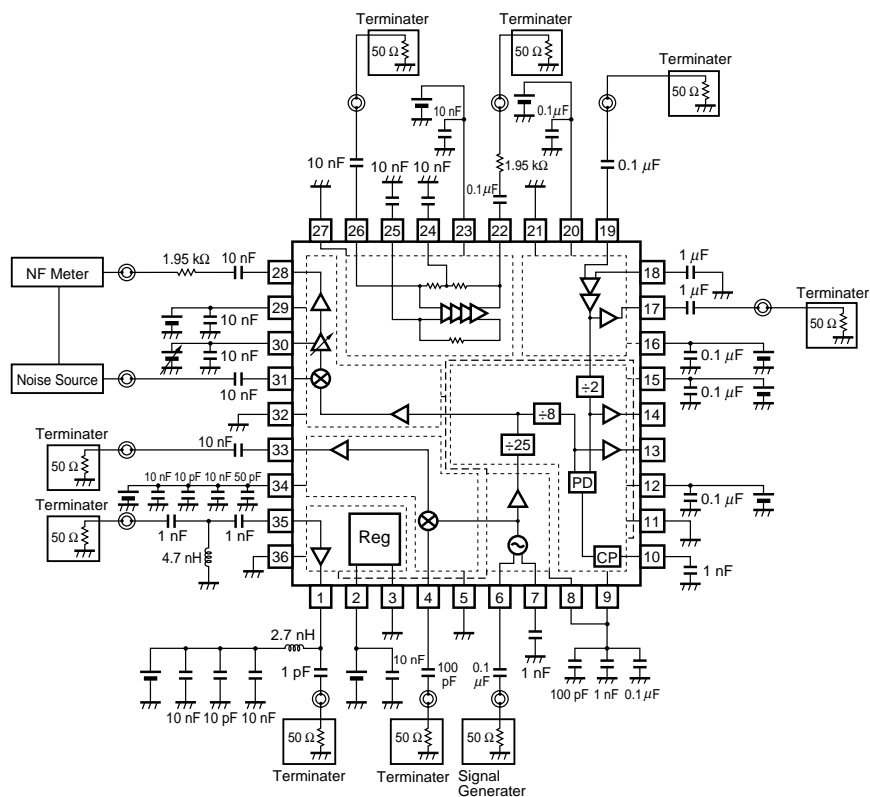 Terminater
50 Ω
Terminater
50 Ω
Terminater
50 Ω
10 nF
0.1 µF
10 nF
10 nF
10 nF
0.1 µF
1.95 kΩ
0.1 µF
27
26
25
24
23
22
21
20
19
NF Meter
1.95 kΩ
10 nF
28
18
1 µF
29
10 nF
17
1 µF
Terminater
50 Ω
30
10 nF
16
0.1 µF
Noise Source
31
10 nF
15
0.1 µF
÷2
32
÷8
14
Terminater
50 Ω
10 nF
33
÷25
13
10 nF
10 pF
10 nF
50 pF
34
PD
12
0.1 µF
Terminater
50 Ω
1 nF
1 nF
35
11
4.7 nH
36
Reg
CP
10
1 nF
1
2
3
4
5
6
7
8
9
2.7 nH
1 pF
10 nF
100
pF
0.1
µF
1 nF
10 nF
10 pF
10 nF
100 pF
1 nF
0.1 µF
50 Ω
50 Ω
50 Ω
Terminater
Terminater
Signal
Generater